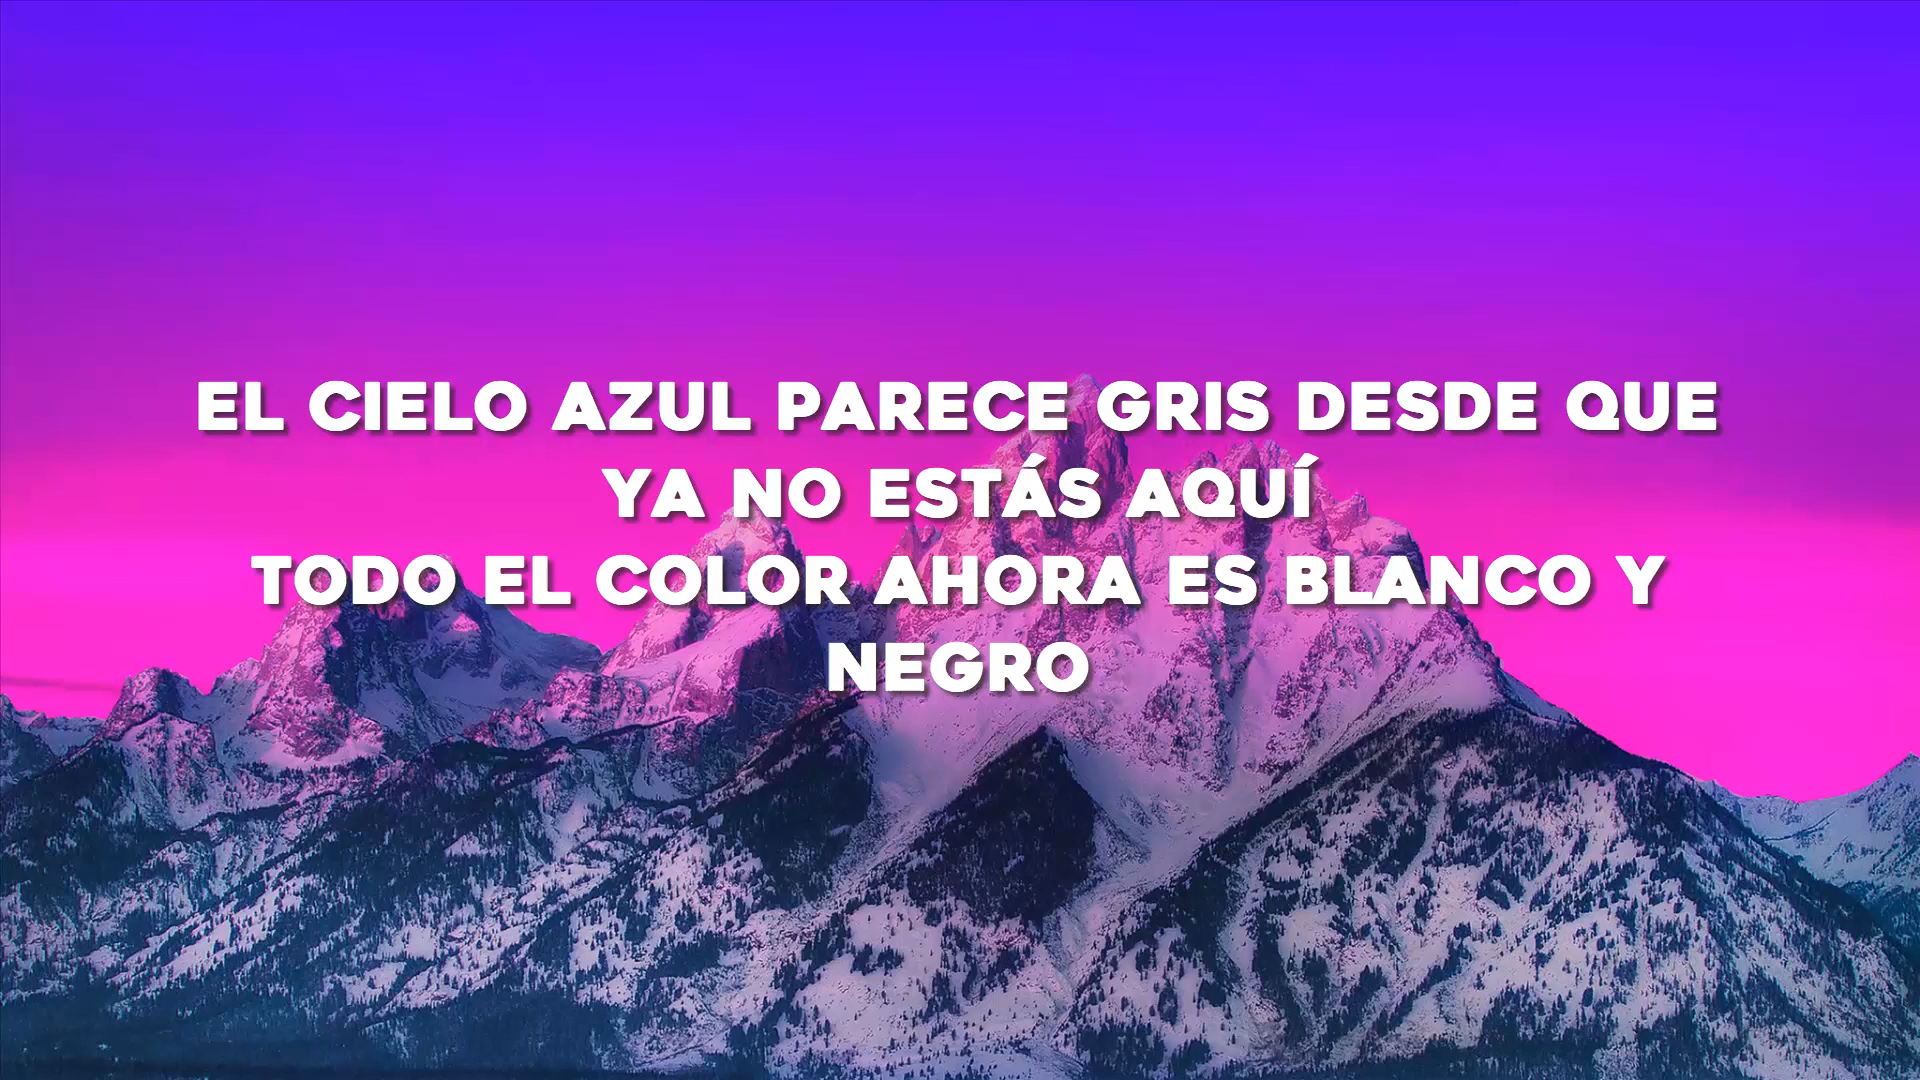 EL CIELO AZUL PARECE GRIS DESDE QUE
YA NO ESTÁS AQUÍ
TODO EL COLOR AHORA ES BLANCO Y
NEGRO